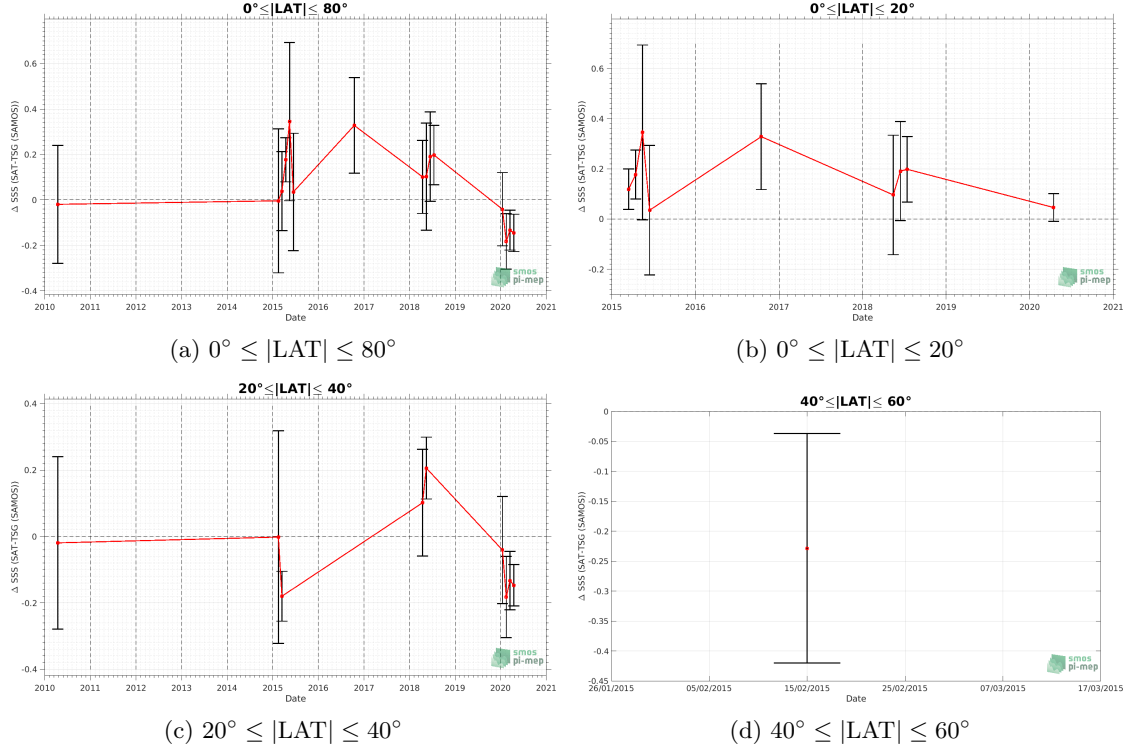 0°≤|LAT|≤ 80°
Δ SSS (SAT-TSG (SAMOS))
0.6
0.4
0.2
0
-0.2
-0.4
2010 2011 2012 2013 2014 2015 2016 2017 2018 2019 2020 2021
Date
smos
pi-mep
(a) 0° ≤ |LAT| ≤ 80°
0°≤|LAT|≤ 20°
Δ SSS (SAT-TSG (SAMOS))
0.6
0.4
0.2
0
-0.2
2015 2016 2017 2018 2019 2020 2021
Date
smos
pi-mep
(b) 0° ≤ |LAT| ≤ 20°
20°≤|LAT|≤ 40°
Δ SSS (SAT-TSG (SAMOS))
0.4
0.2
0
-0.2
-0.4
2010 2011 2012 2013 2014 2015 2016 2017 2018 2019 2020 2021
Date
smos
pi-mep
(c) 20° ≤ |LAT| ≤ 40°
40°≤|LAT|≤ 60°
Δ SSS (SAT-TSG (SAMOS))
0
-0.05
-0.1
-0.15
-0.2
-0.25
-0.3
-0.35
-0.4
-0.45
26/01/2015 05/02/2015 15/02/2015 25/02/2015 07/03/2015 17/03/2015
Date
smos
pi-mep
(d) 40° ≤ |LAT| ≤ 60°